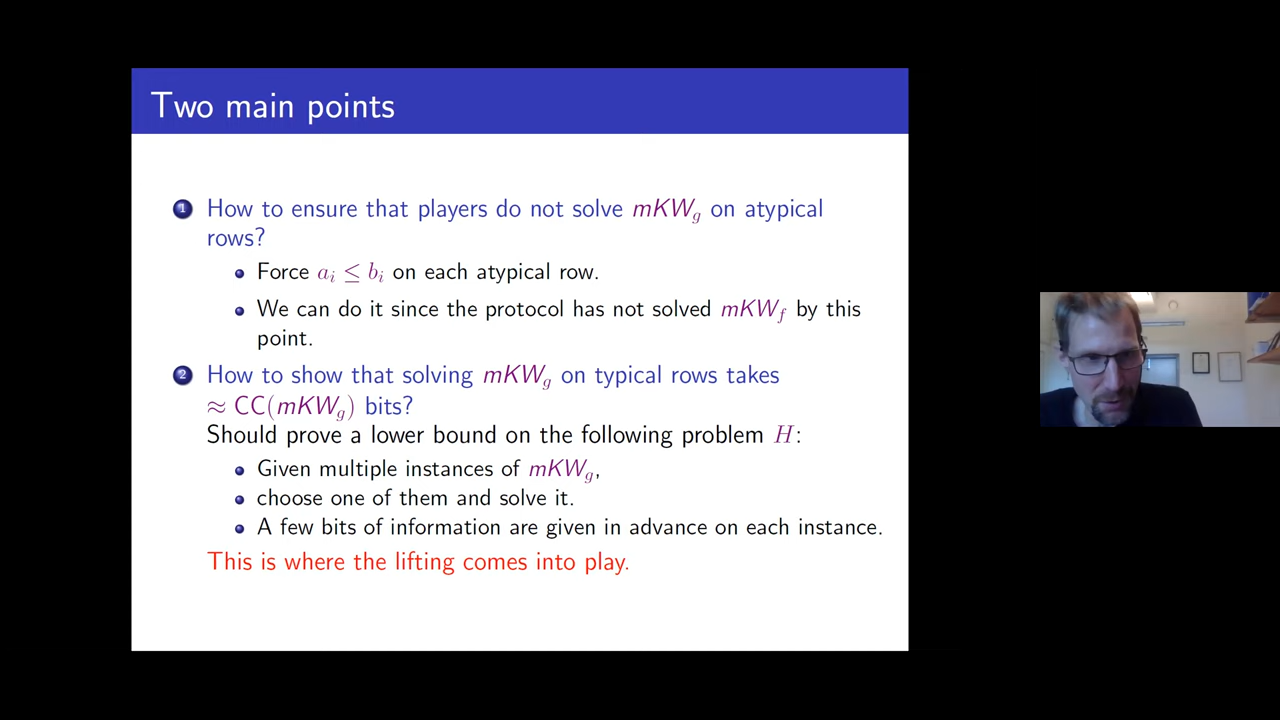 Two main points
1 How to ensure that players do not solve mKW_g on atypical
rows?
Force a_i ≤ b_i on each atypical row.
We can do it since the protocol has not solved mKW_f by this
point.
2 How to show that solving mKW_g on typical rows takes
≈ CC(mKW_g) bits?
Should prove a lower bound on the following problem H:
Given multiple instances of mKW_g,
choose one of them and solve it.
A few bits of information are given in advance on each instance.
This is where the lifting comes into play.